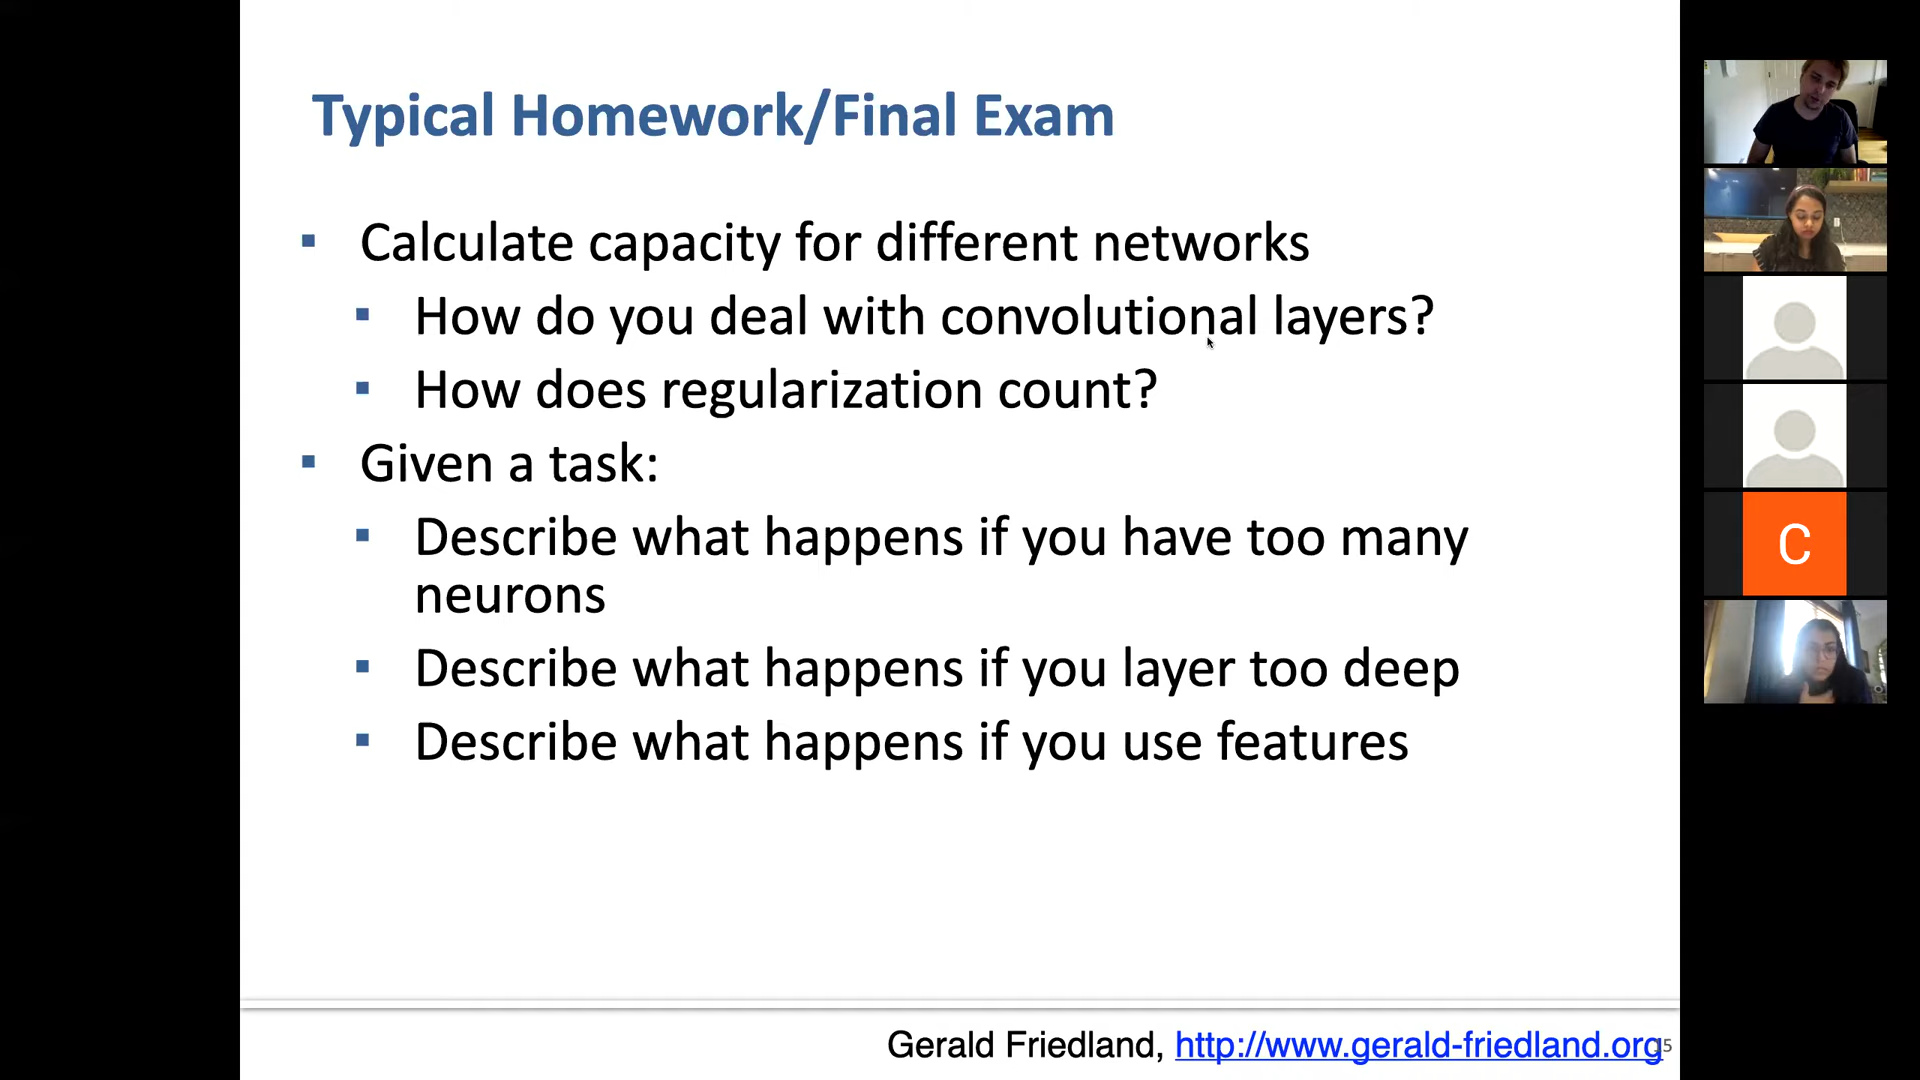 Typical Homework/Final Exam
▪ Calculate capacity for different networks
▪ How do you deal with convolutional layers?
▪ How does regularization count?
▪ Given a task:
▪ Describe what happens if you have too many
neurons
▪ Describe what happens if you layer too deep
▪ Describe what happens if you use features
Gerald Friedland, http://www.gerald-friedland.org
C